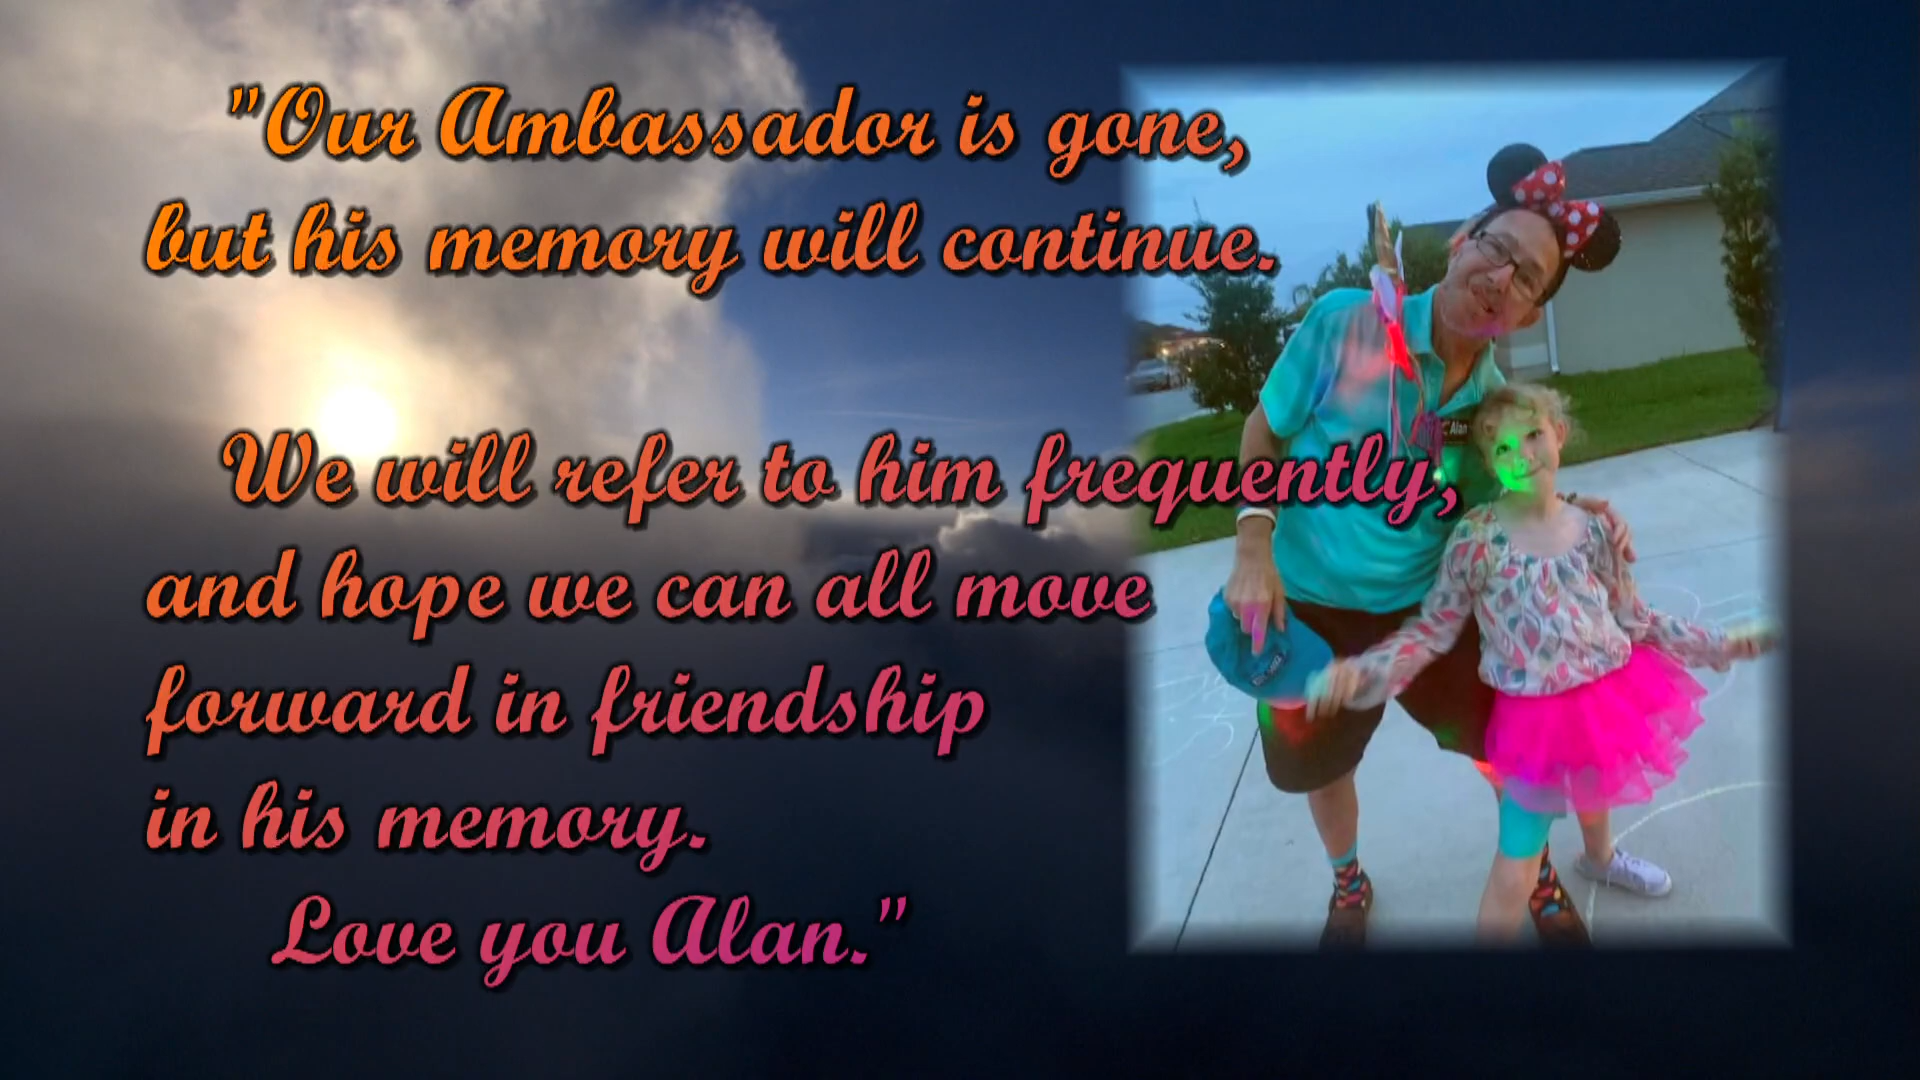 "Our Ambassador is gone,
but his memory will continue.
We will refer to him frequently,
and hope we can all move
forward in friendship
in his memory.
Love you Alan."
Alan